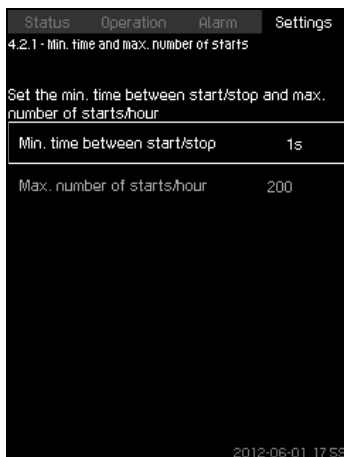 Status Operation Alarm Settings
4.2.1 - Min. time and max. number of starts
Set the min. time between start/stop and max.
number of starts/hour
Min. time between start/stop 1s
Max. number of starts/hour 200
2012-06-01 17:59